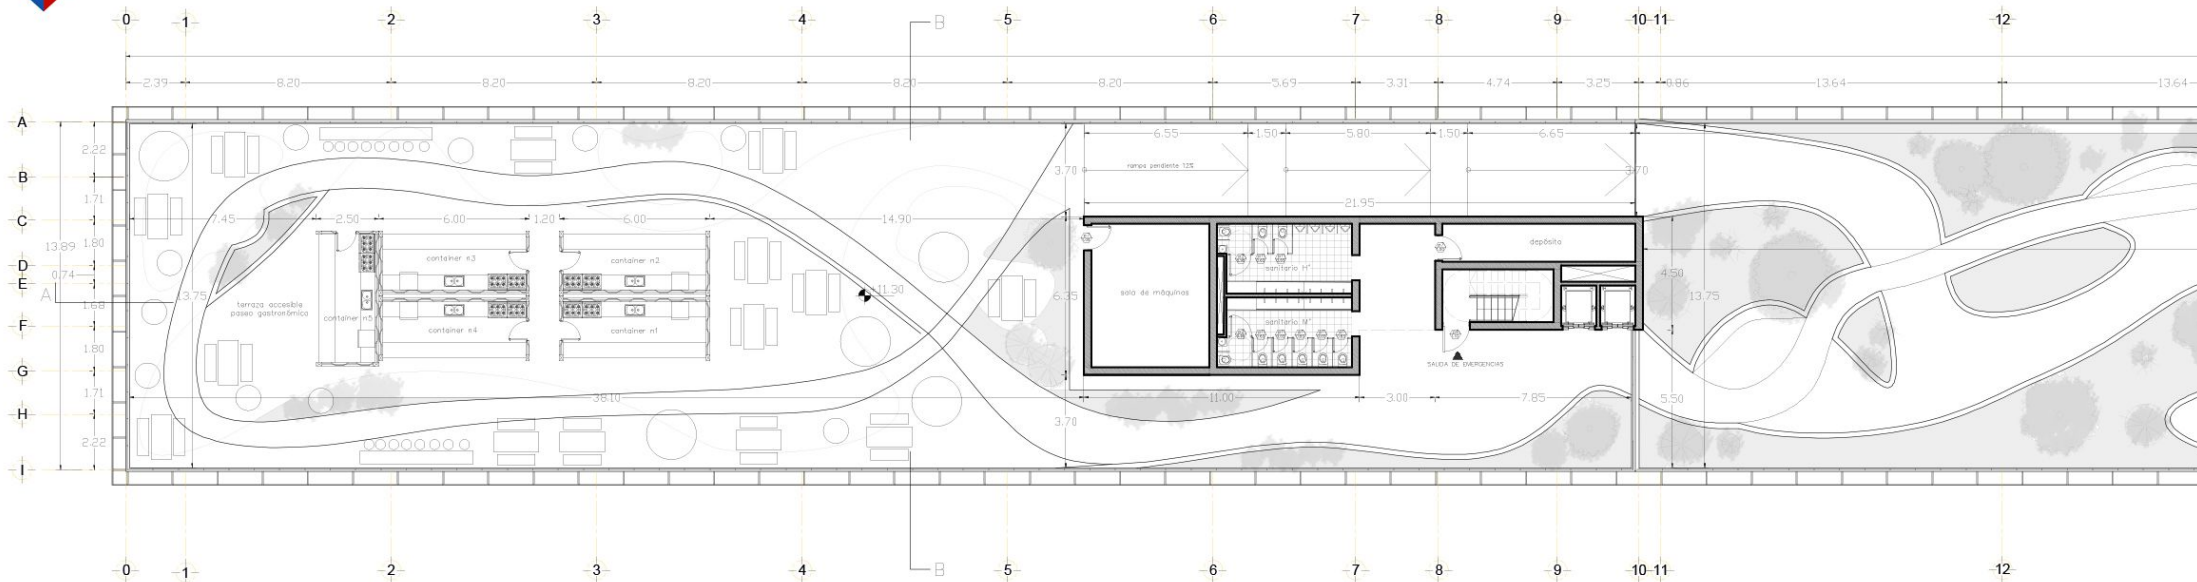 0 1 2 3 4 5 6 7 8 9 10 11 12
B
2.39 8.20 8.20 8.20 8.20 8.20 5.69 3.31 4.74 3.25 0.86 13.64 13.64
A
B
C
D
E
F
G
H
I
2.22
1.71
1.80
0.74
1.68
1.80
1.71
2.22
13.89
A
13.75
6.55 1.50 5.80 1.50 6.65
rampa pendiente 12%
3.70 3.70
21.95
7.45 2.50 6.00 1.20 6.00 14.90
container n3
container n2
terraza accesible
paseo gastronómico
container n5
container n4
container n1
+11.30
6.35
sala de máquinas
sanitario H°
sanitario M°
depósito
SALIDA DE EMERGENCIAS
4.50
13.75
38.10
11.00 3.00 7.85
3.70
5.50
B
0 1 2 3 4 5 6 7 8 9 10 11 12